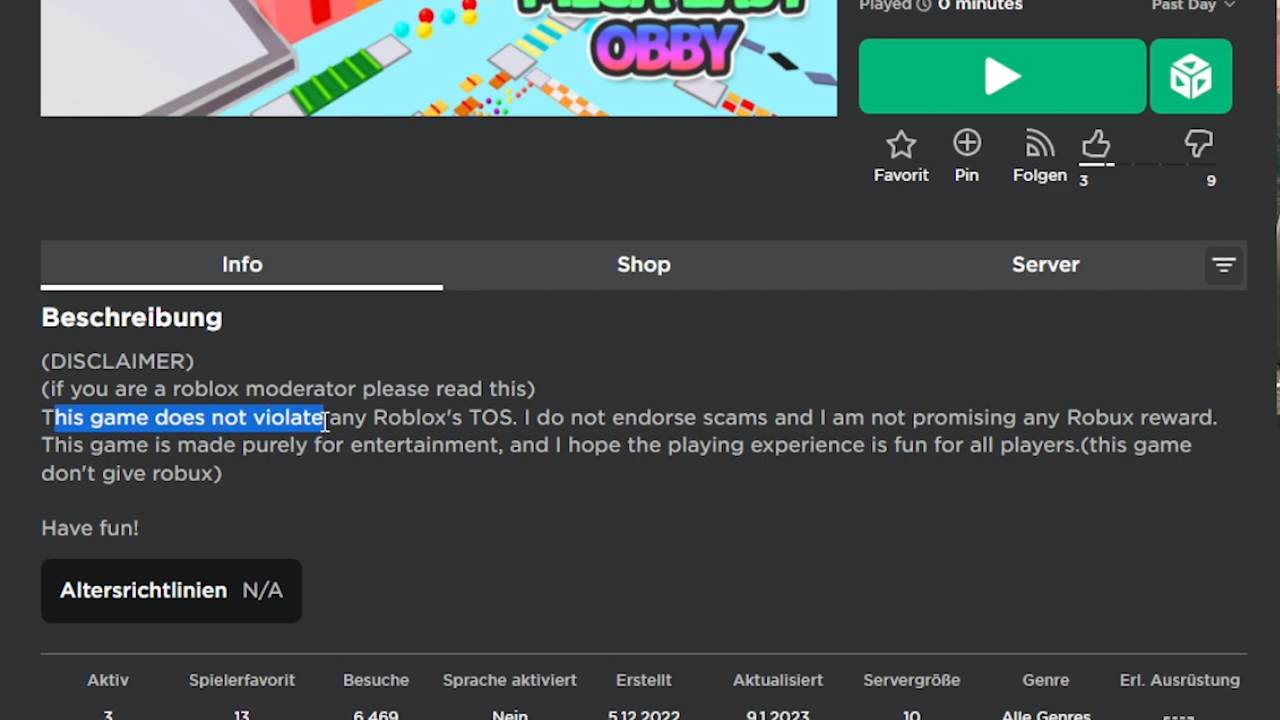 Played 0 minutes
Past Day
OBBY
Favorit
Pin
Folgen
3
9
Info
Shop
Server
Beschreibung
(DISCLAIMER)
(if you are a roblox moderator please read this)
This game does not violate any Roblox's TOS. I do not endorse scams and I am not promising any Robux reward.
This game is made purely for entertainment, and I hope the playing experience is fun for all players.(this game
don't give robux)
Have fun!
Altersrichtlinien N/A
Aktiv Spielerfavorit Besuche Sprache aktiviert Erstellt Aktualisiert Servergröße Genre Erl. Ausrüstung
3 13 6.469 Nein 5.12.2022 9.1.2023 10 Alle Genres ----